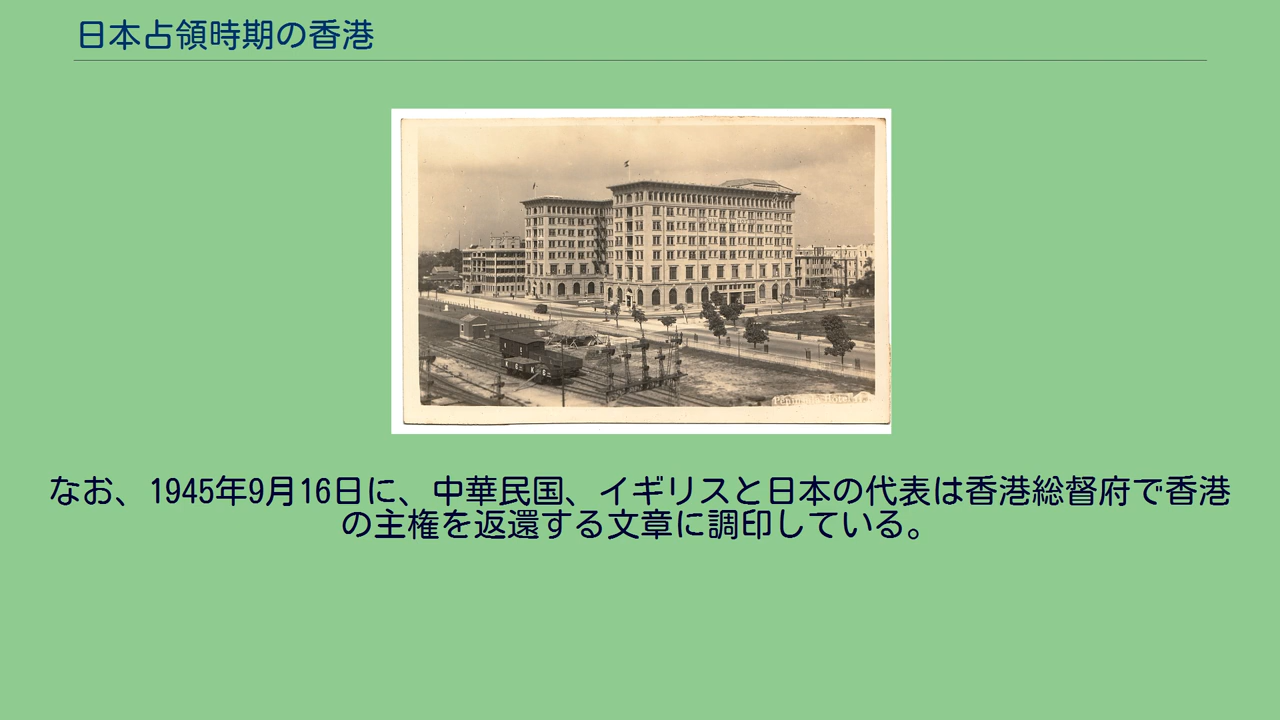 日本占領時期の香港
Peninsula Hotel
なお、1945年9月16日に、中華民国、イギリスと日本の代表は香港総督府で香港
の主権を返還する文章に調印している。